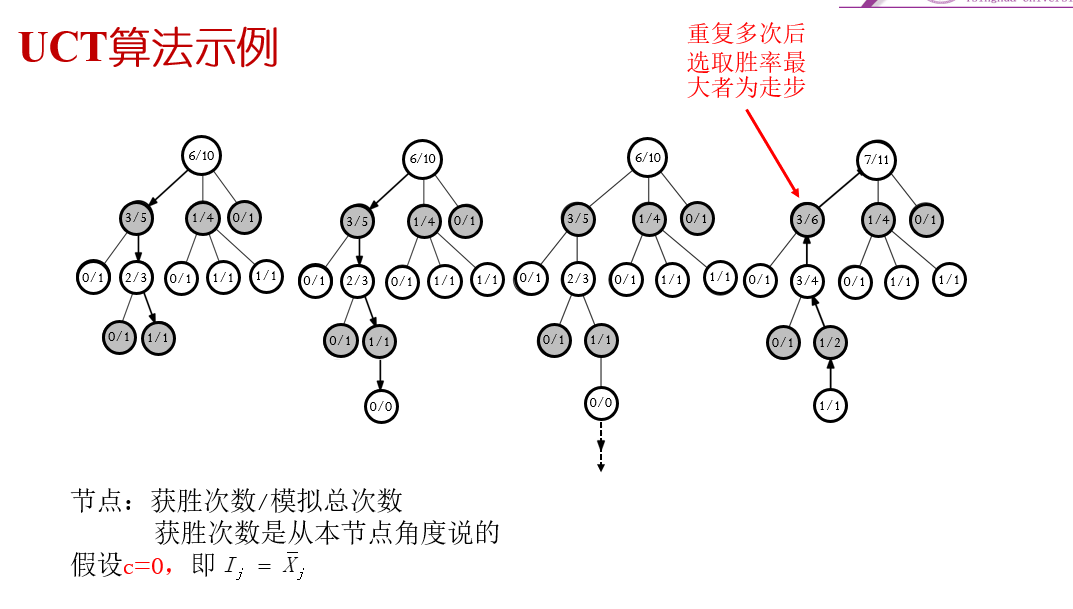 UCT算法示例
重复多次后
选取胜率最
大者为走步
6/10
3/5 1/4 0/1
0/1 2/3 0/1 1/1 1/1
0/1 1/1
6/10
3/5 1/4 0/1
0/1 2/3 0/1 1/1 1/1
0/1 1/1
0/0
6/10
3/5 1/4 0/1
0/1 2/3 0/1 1/1 1/1
0/1 1/1
0/0
7/11
3/6 1/4 0/1
0/1 3/4 0/1 1/1 1/1
0/1 1/2
1/1
节点：获胜次数/模拟总次数
获胜次数是从本节点角度说的
假设c=0，即 I_j = X̄_j